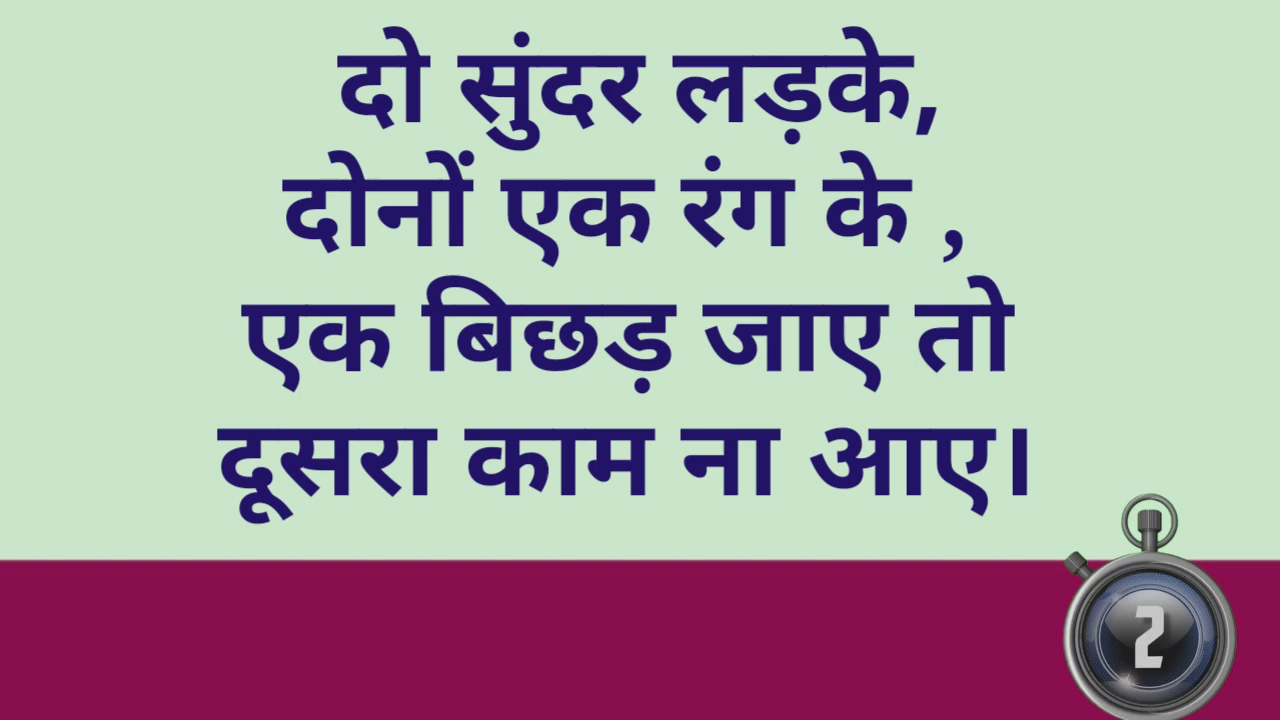 दो सुंदर लड़के,
दोनों एक रंग के ,
एक बिछड़ जाए तो
दूसरा काम ना आए।
2